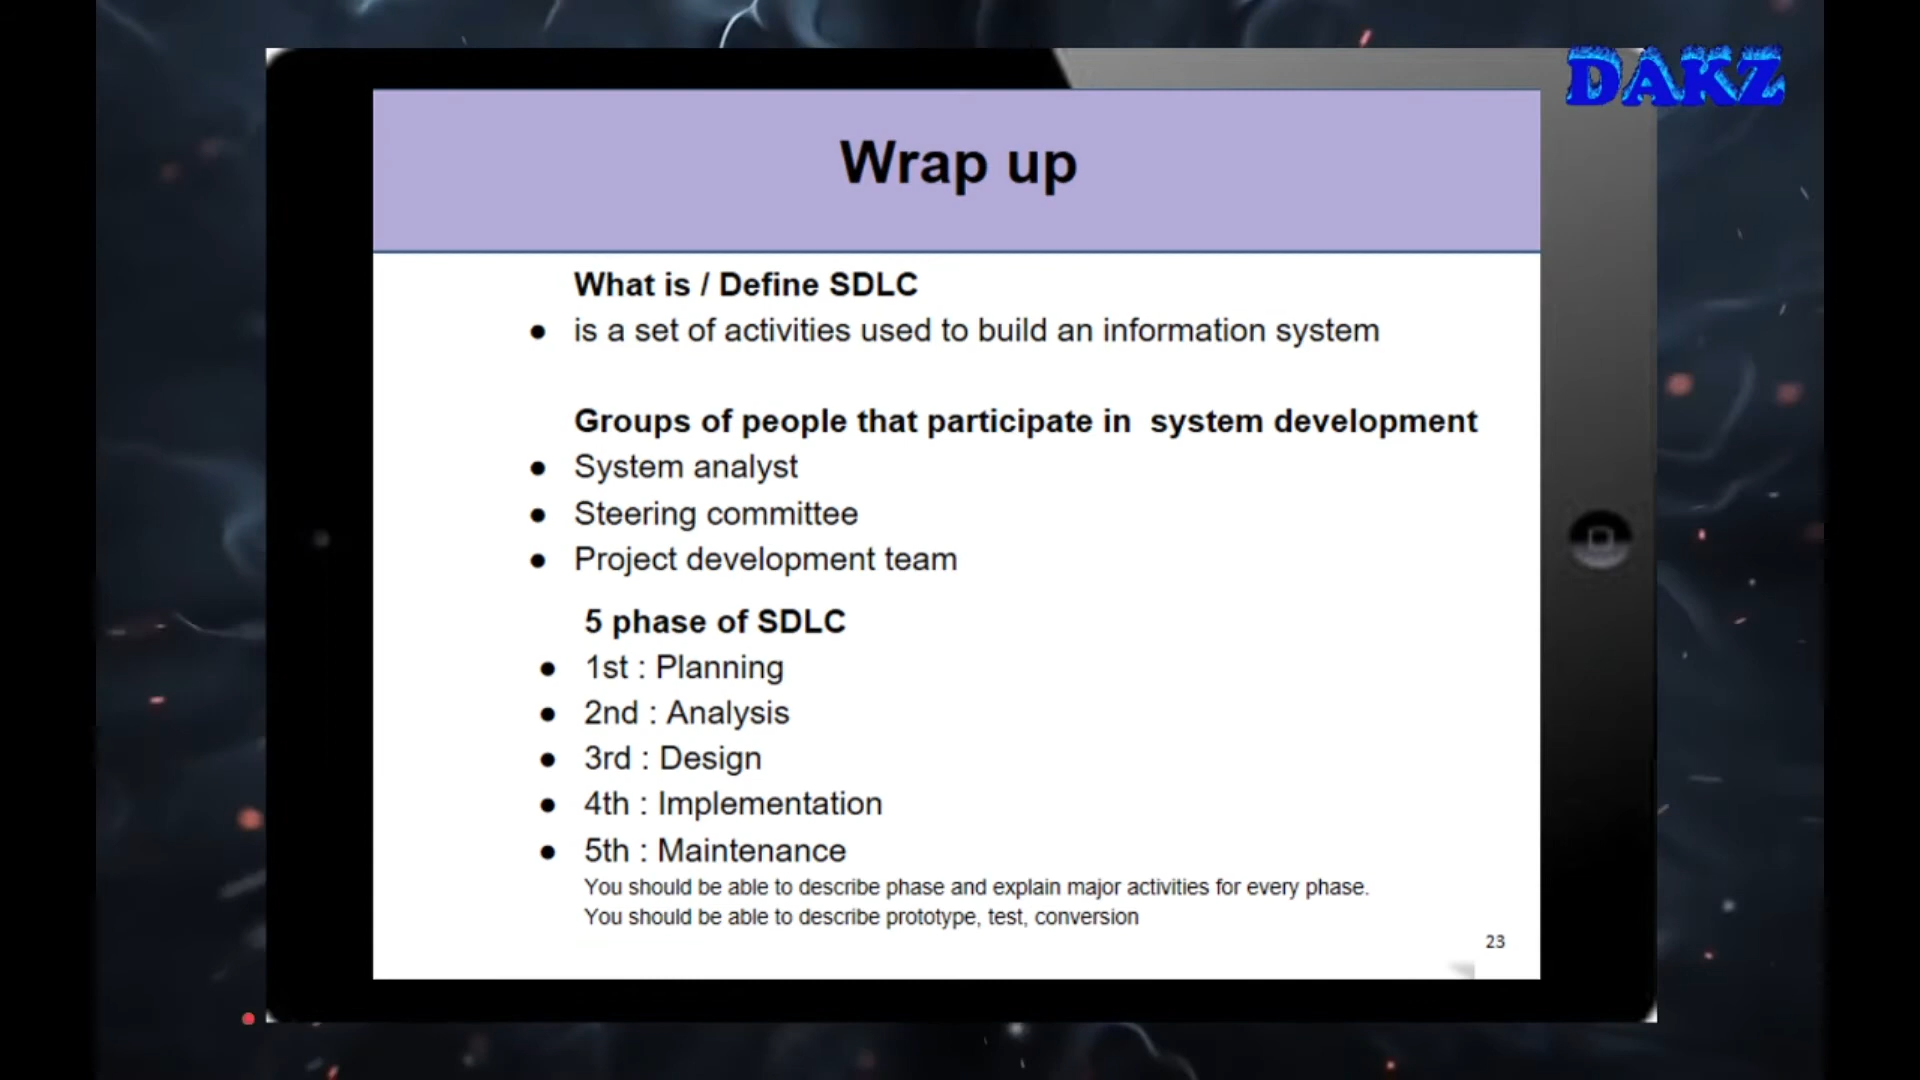 DAKZ
Wrap up
What is / Define SDLC
● is a set of activities used to build an information system
Groups of people that participate in  system development
● System analyst
● Steering committee
● Project development team
5 phase of SDLC
● 1st : Planning
● 2nd : Analysis
● 3rd : Design
● 4th : Implementation
● 5th : Maintenance
You should be able to describe phase and explain major activities for every phase.
You should be able to describe prototype, test, conversion
23